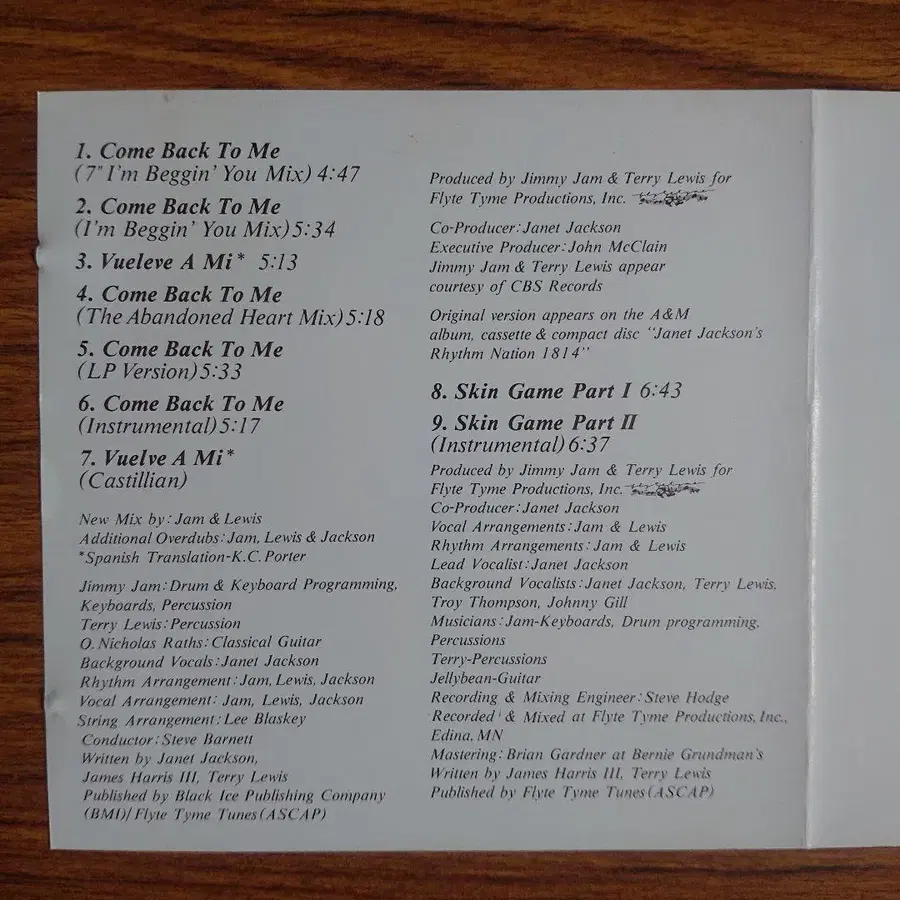 1. Come Back To Me
(7" I'm Beggin' You Mix) 4:47
2. Come Back To Me
(I'm Beggin' You Mix) 5:34
3. Vueleve A Mi* 5:13
4. Come Back To Me
(The Abandoned Heart Mix) 5:18
5. Come Back To Me
(LP Version) 5:33
6. Come Back To Me
(Instrumental) 5:17
7. Vuelve A Mi*
(Castillian)
New Mix by: Jam & Lewis
Additional Overdubs: Jam, Lewis & Jackson
*Spanish Translation-K.C. Porter
Jimmy Jam: Drum & Keyboard Programming,
Keyboards, Percussion
Terry Lewis: Percussion
O. Nicholas Raths: Classical Guitar
Background Vocals: Janet Jackson
Rhythm Arrangement: Jam, Lewis, Jackson
Vocal Arrangement: Jam, Lewis, Jackson
String Arrangement: Lee Blaskey
Conductor: Steve Barnett
Written by Janet Jackson,
James Harris III, Terry Lewis
Published by Black Ice Publishing Company
(BMI)/Flyte Tyme Tunes (ASCAP)
Produced by Jimmy Jam & Terry Lewis for
Flyte Tyme Productions, Inc.
Co-Producer: Janet Jackson
Executive Producer: John McClain
Jimmy Jam & Terry Lewis appear
courtesy of CBS Records
Original version appears on the A&M
album, cassette & compact disc "Janet Jackson's
Rhythm Nation 1814"
8. Skin Game Part I 6:43
9. Skin Game Part II
(Instrumental) 6:37
Produced by Jimmy Jam & Terry Lewis for
Flyte Tyme Productions, Inc.
Co-Producer: Janet Jackson
Vocal Arrangements: Jam & Lewis
Rhythm Arrangements: Jam & Lewis
Lead Vocalist: Janet Jackson
Background Vocalists: Janet Jackson, Terry Lewis.
Troy Thompson, Johnny Gill
Musicians: Jam-Keyboards, Drum programming.
Percussions
Terry-Percussions
Jellybean-Guitar
Recording & Mixing Engineer: Steve Hodge
Recorded & Mixed at Flyte Tyme Productions, Inc.,
Edina, MN
Mastering: Brian Gardner at Bernie Grundman's
Written by James Harris III, Terry Lewis
Published by Flyte Tyme Tunes (ASCAP)